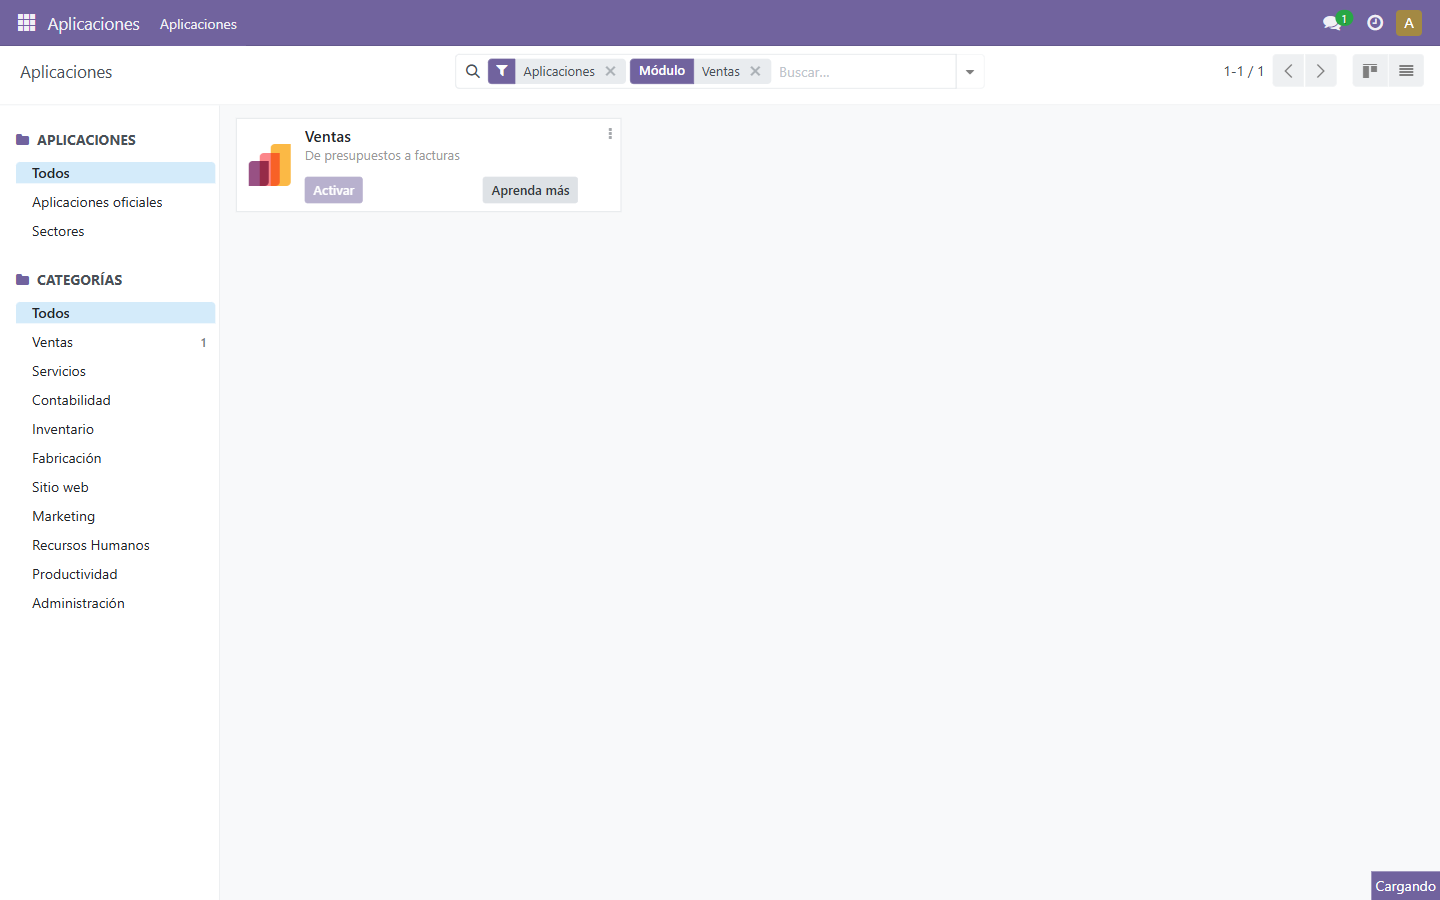 Aplicaciones Aplicaciones 1 A
Aplicaciones Aplicaciones Módulo Ventas Buscar... 1-1 / 1
APLICACIONES
Todos
Aplicaciones oficiales
Sectores
CATEGORÍAS
Todos
Ventas 1
Servicios
Contabilidad
Inventario
Fabricación
Sitio web
Marketing
Recursos Humanos
Productividad
Administración
Ventas
De presupuestos a facturas
Activar Aprenda más
Cargando